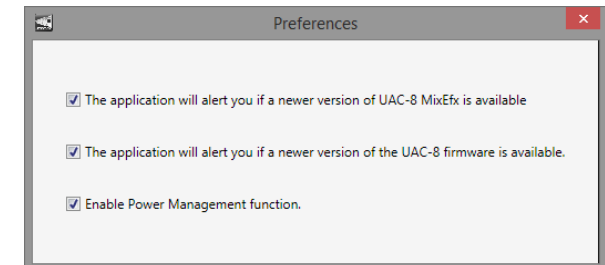 Preferences
The application will alert you if a newer version of UAC-8 MixEfx is available
The application will alert you if a newer version of the UAC-8 firmware is available.
Enable Power Management function.